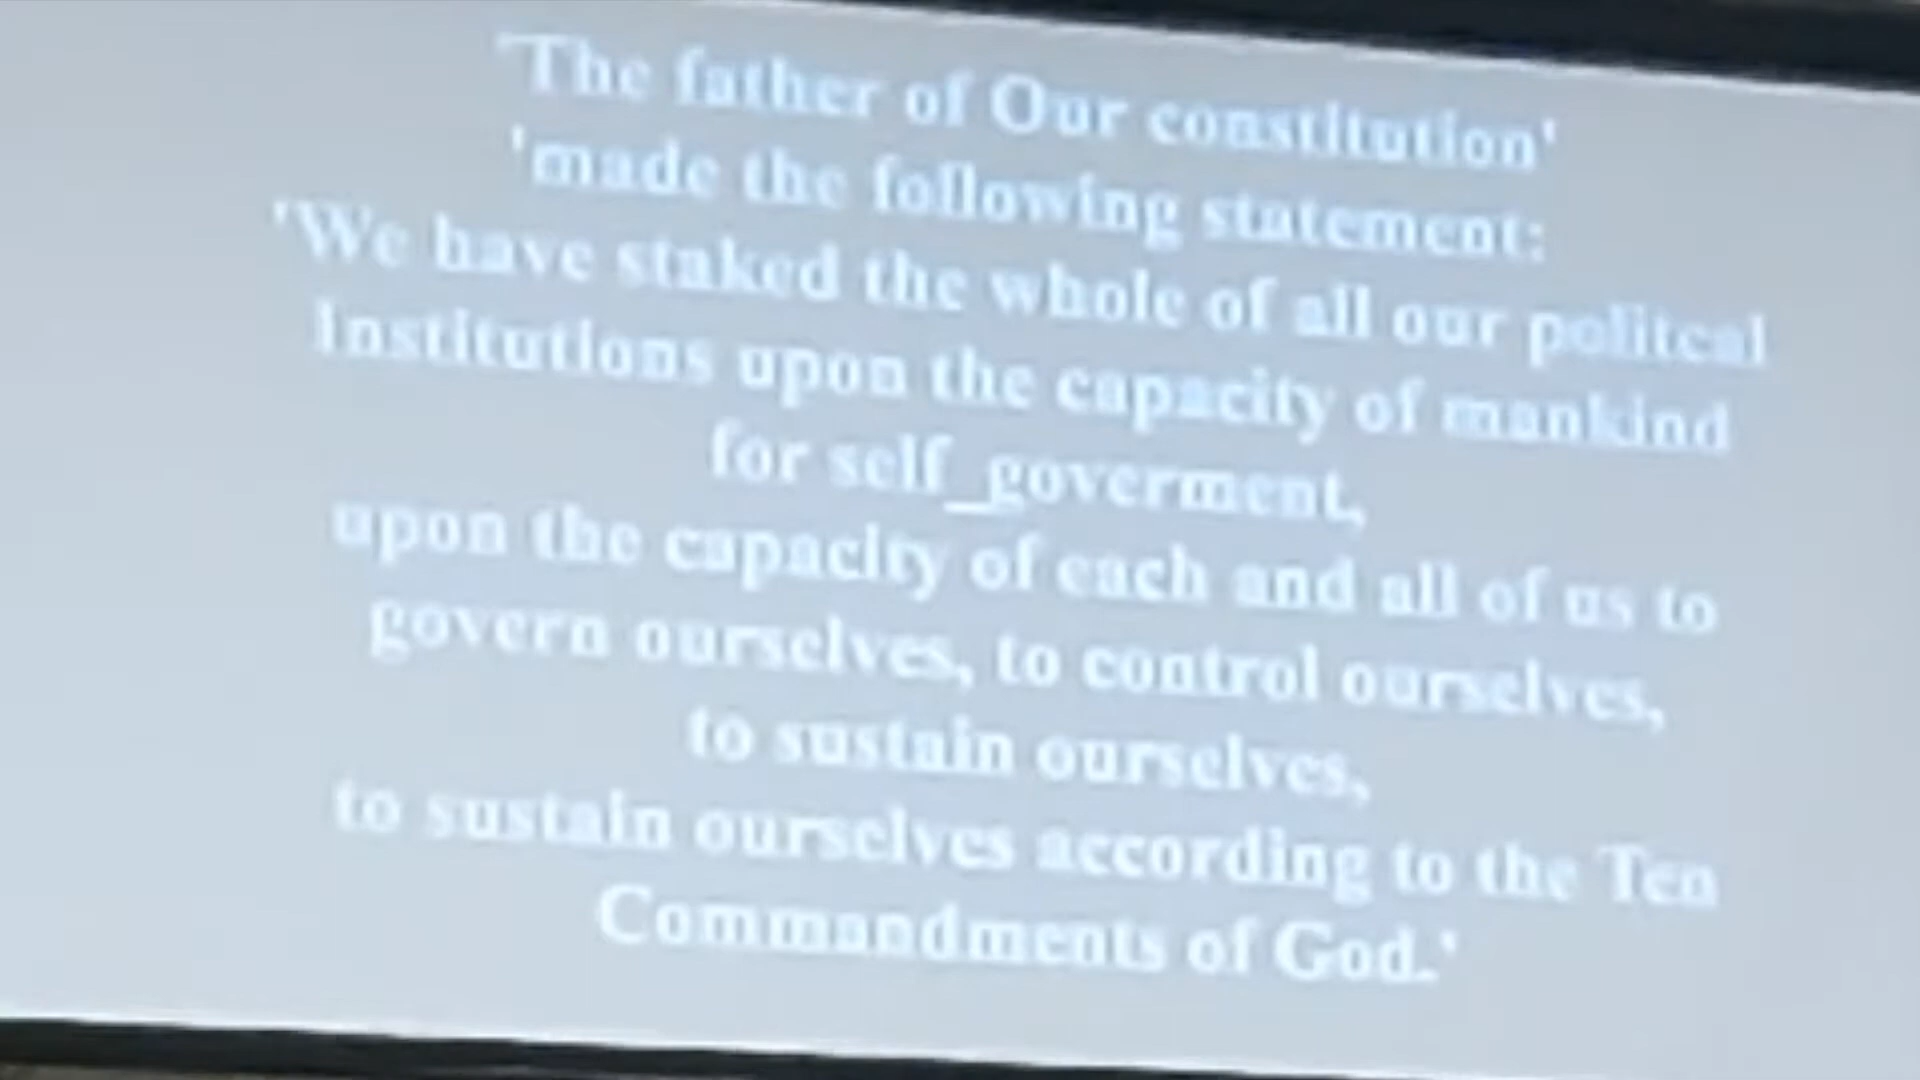 'The father of Our constitution'
'made the following statement:
'We have staked the whole of all our politcal
Institutions upon the capacity of mankind
for self_goverment,
upon the capacity of each and all of us to
govern ourselves, to control ourselves,
to sustain ourselves,
to sustain ourselves according to the Ten
Commandments of God.'